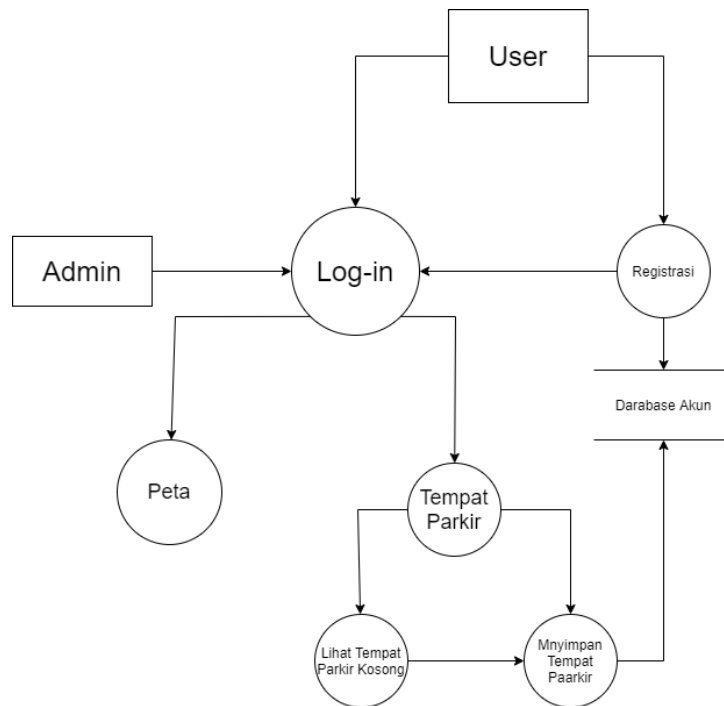 User
Admin
Log-in
Registrasi
Darabase Akun
Peta
Tempat
Parkir
Lihat Tempat
Parkir Kosong
Mnyimpan
Tempat
Paarkir